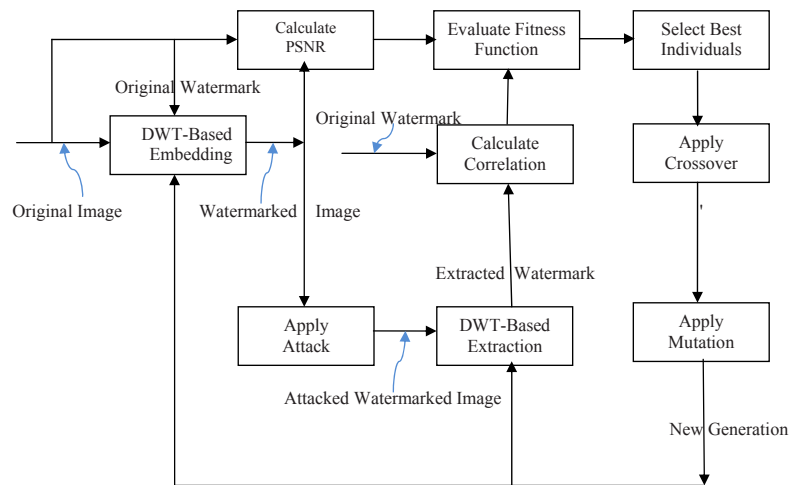 Calculate
PSNR
Evaluate Fitness
Function
Select Best
Individuals
Original Watermark
Original Watermark
DWT-Based
Embedding
Calculate
Correlation
Apply
Crossover
Original Image
Watermarked Image
Extracted Watermark
Apply
Attack
DWT-Based
Extraction
Apply
Mutation
Attacked Watermarked Image
New Generation